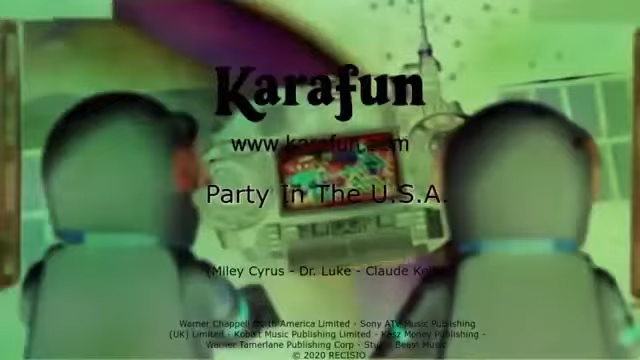 Karafun
www.karafun.com
Party In The U.S.A.
(Miley Cyrus - Dr. Luke - Claude Kelly)
Warner Chappell North America Limited - Sony ATV Music Publishing
(UK) Limited - Kobalt Music Publishing Limited - Kasz Money Publishing -
Warner Tamerlane Publishing Corp - Studio Beast Music
© 2020 RECISIO